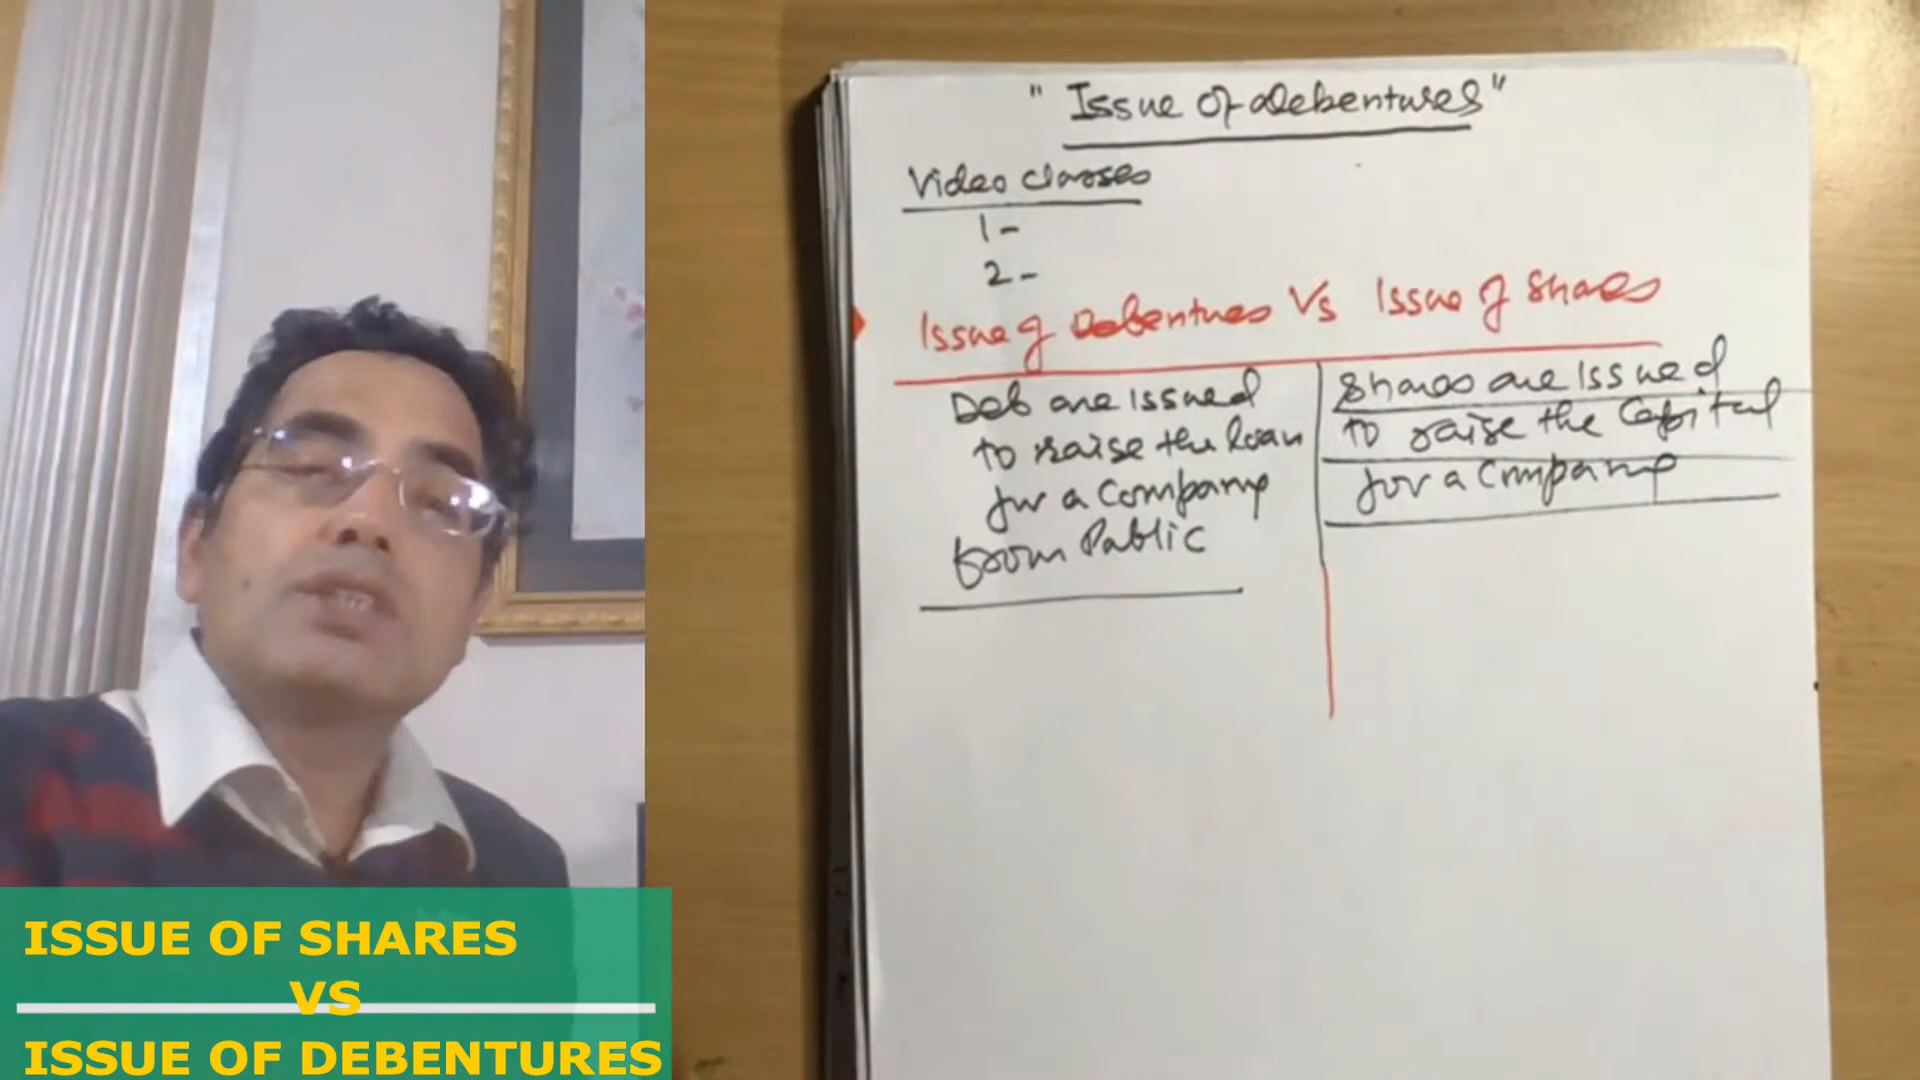 " Issue of Debentures"
Video classes
1 -
2 -
Issue of Debentures Vs Issue of Shares
Deb are issued
to raise the loan
for a Company
from Public
Shares are issued
to raise the Capital
for a Company
ISSUE OF SHARES
VS
ISSUE OF DEBENTURES